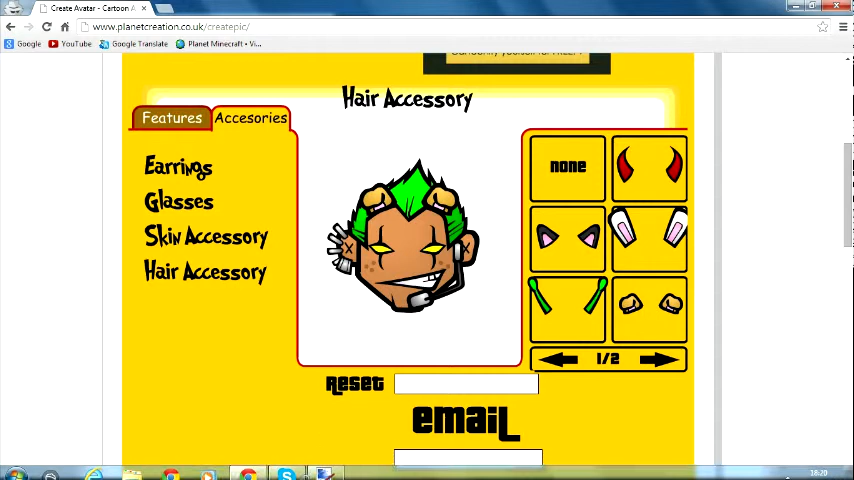 Create Avatar - Cartoon A
www.planetcreation.co.uk/createpic/
Google
YouTube
Google Translate
Planet Minecraft • Vi...
Hair Accessory
Features
Accesories
Earrings
Glasses
Skin Accessory
Hair Accessory
none
1/2
Reset
email
18:20